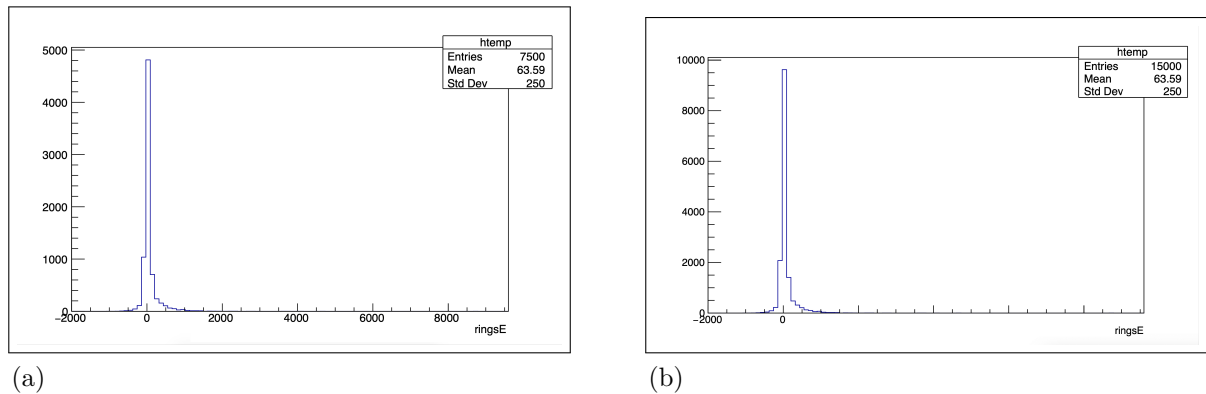 htemp
Entries 7500
Mean 63.59
Std Dev 250
5000
4000
3000
2000
1000
0
−2000 0 2000 4000 6000 8000
ringsE
(a)
htemp
Entries 15000
Mean 63.59
Std Dev 250
10000
8000
6000
4000
2000
0
−2000 0
ringsE
(b)